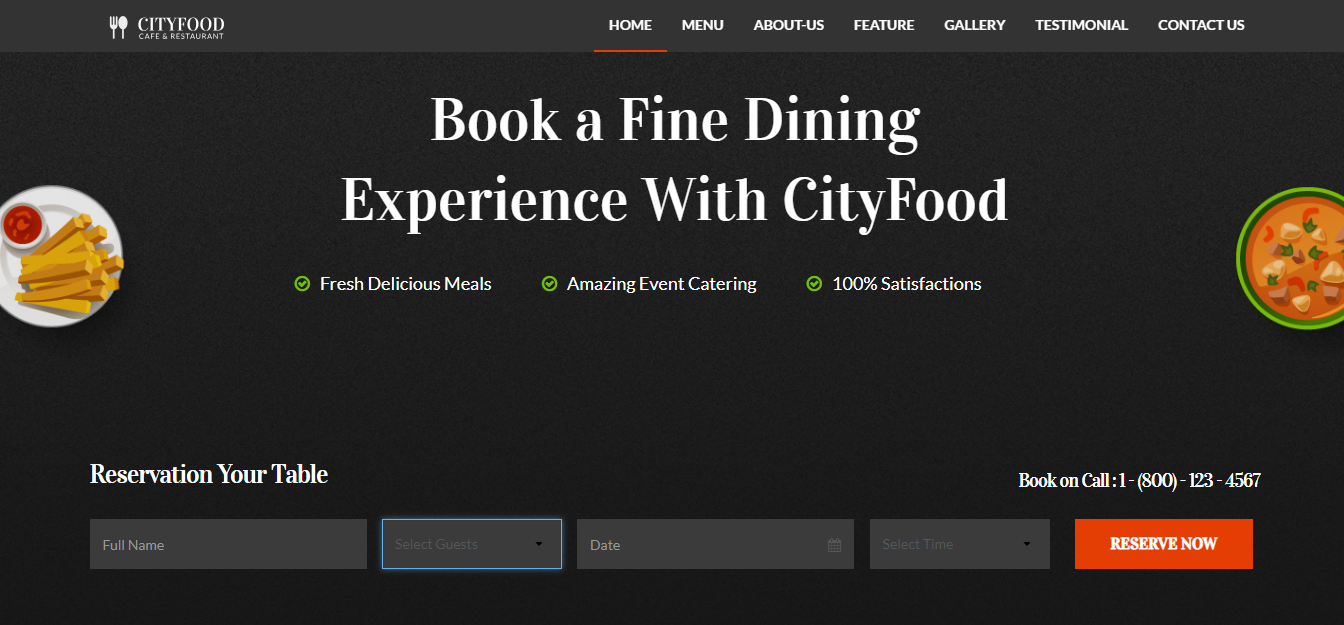 CITYFOOD
CAFE & RESTAURANT
HOME MENU ABOUT-US FEATURE GALLERY TESTIMONIAL CONTACT US
Book a Fine Dining
Experience With CityFood
Fresh Delicious Meals Amazing Event Catering 100% Satisfactions
Reservation Your Table
Book on Call : 1 - (800) - 123 - 4567
Full Name Select Guests Date Select Time RESERVE NOW